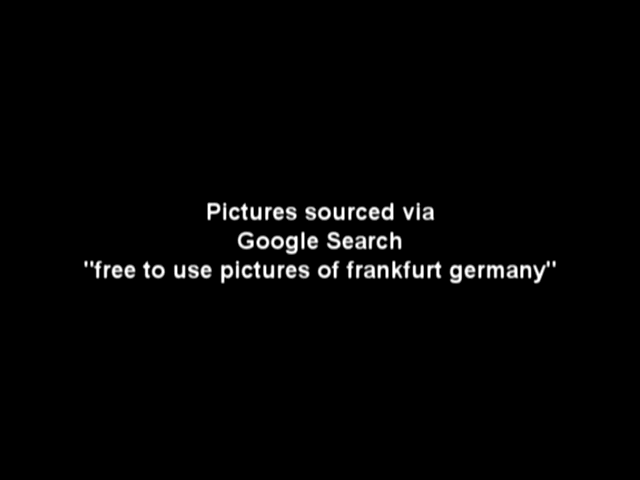 Pictures sourced via
Google Search
"free to use pictures of frankfurt germany"